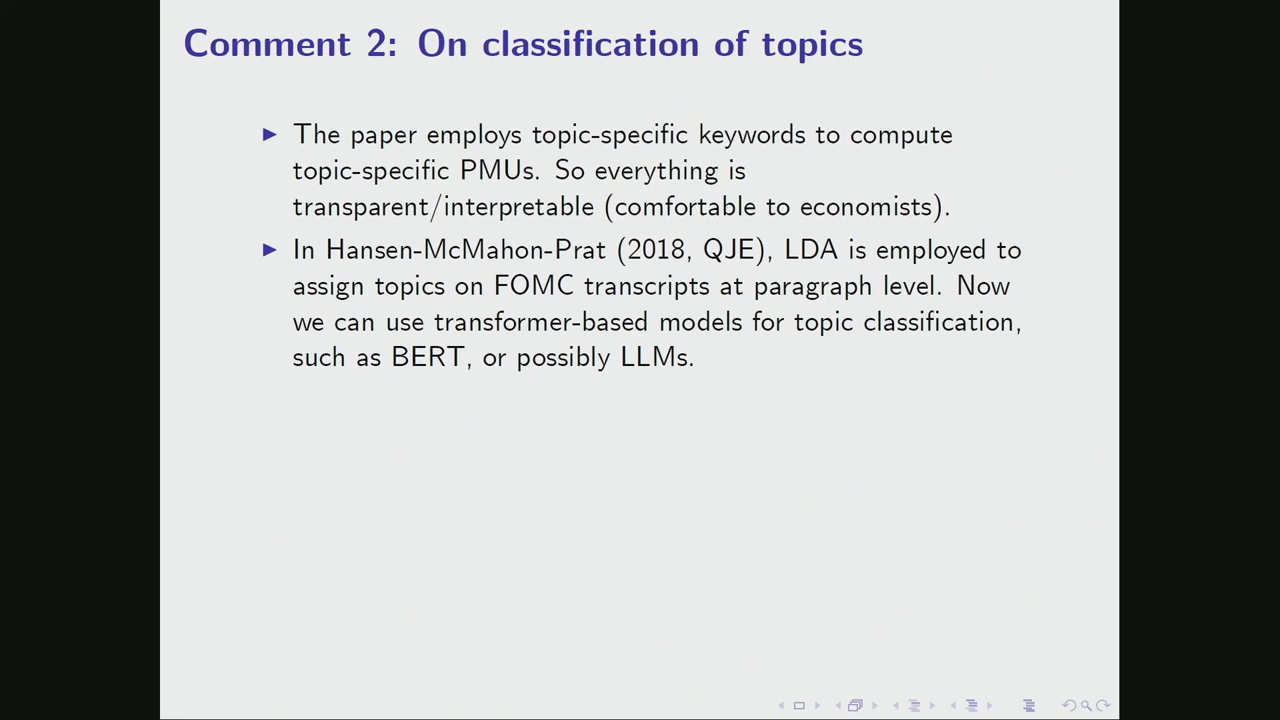 Comment 2: On classification of topics
▶ The paper employs topic-specific keywords to compute
topic-specific PMUs. So everything is
transparent/interpretable (comfortable to economists).
▶ In Hansen-McMahon-Prat (2018, QJE), LDA is employed to
assign topics on FOMC transcripts at paragraph level. Now
we can use transformer-based models for topic classification,
such as BERT, or possibly LLMs.